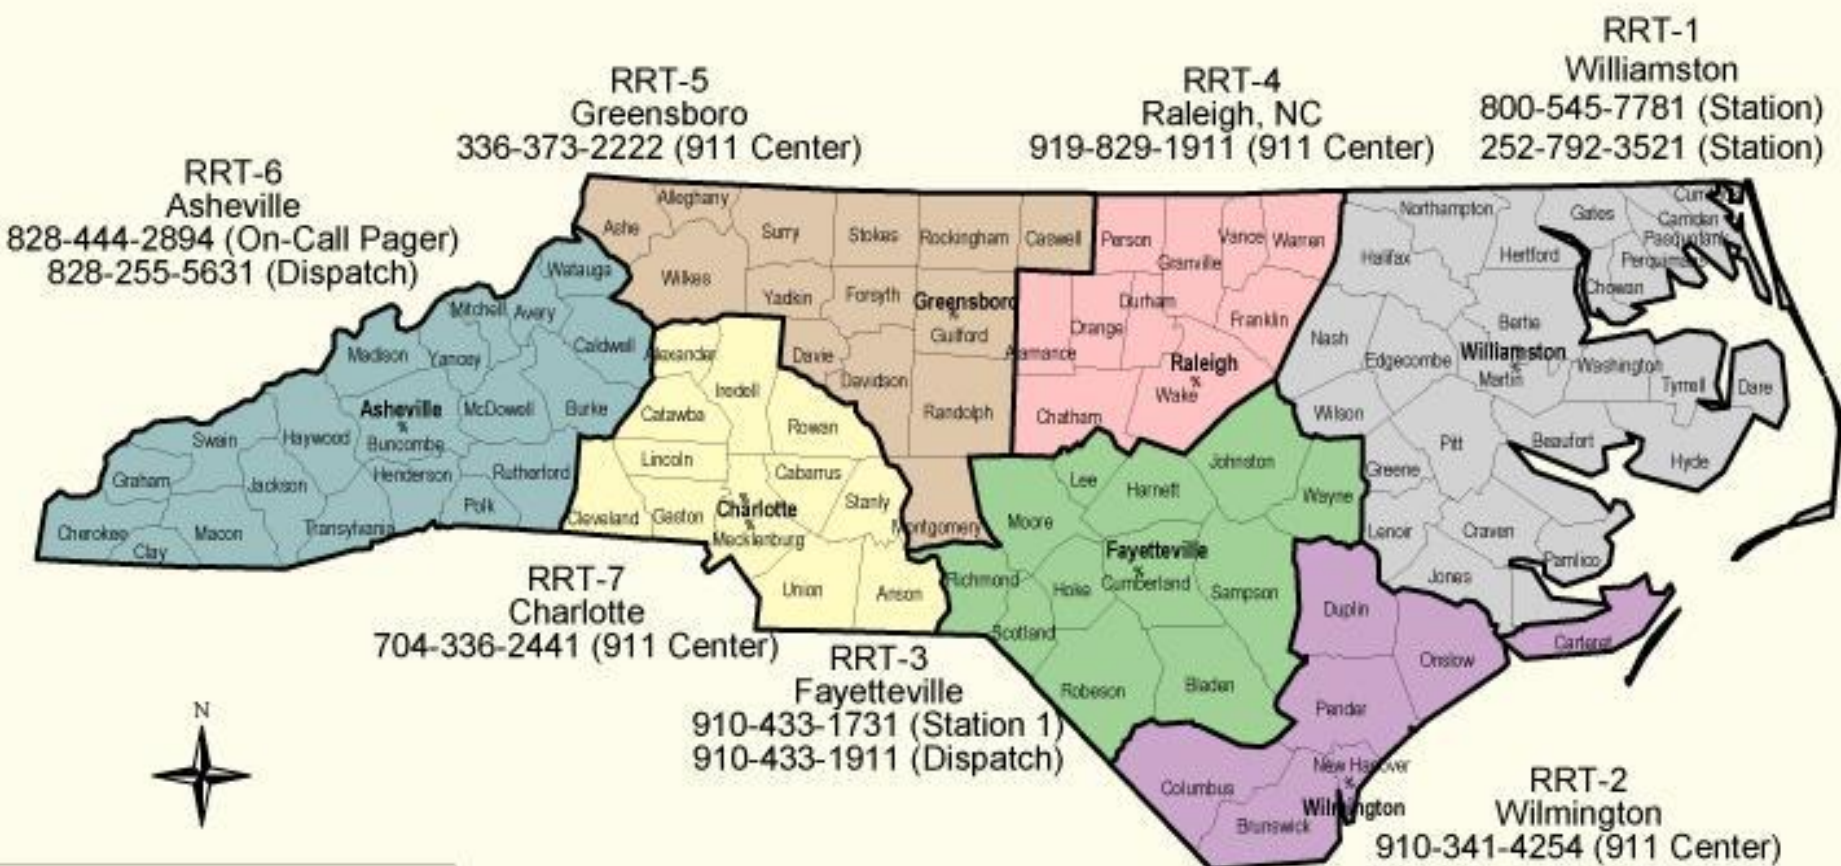 RRT-1
Williamston
800-545-7781 (Station)
252-792-3521 (Station)
RRT-5
Greensboro
336-373-2222 (911 Center)
RRT-4
Raleigh, NC
919-829-1911 (911 Center)
RRT-6
Asheville
828-444-2894 (On-Call Pager)
828-255-5631 (Dispatch)
Alleghany
Ashe
Surry
Stokes
Rockingham
Caswell
Wilkes
Yadkin
Forsyth
Greensboro
Guilford
Davie
Davidson
Randolph
Montgomery
Person
Granville
Vance
Warren
Durham
Orange
Franklin
Alamance
Raleigh
Wake
Chatham
Northampton
Gates
Camden
Pasquotank
Halifax
Hertford
Chowan
Bertie
Nash
Edgecombe
Williamston
Martin
Washington
Tyrrell
Dare
Wilson
Pitt
Beaufort
Hyde
Greene
Lenoir
Craven
Pamlico
Jones
Watauga
Mitchell
Avery
Madison
Yancey
Caldwell
Asheville
Buncombe
McDowell
Burke
Swain
Haywood
Henderson
Rutherford
Graham
Jackson
Polk
Cherokee
Clay
Macon
Transylvania
Alexander
Iredell
Catawba
Rowan
Lincoln
Cabarrus
Stanly
Cleveland
Gaston
Charlotte
Mecklenburg
Union
Anson
Johnston
Lee
Harnett
Wayne
Moore
Fayetteville
Cumberland
Richmond
Hoke
Sampson
Scotland
Robeson
Bladen
Duplin
Onslow
Carteret
Pender
New Hanover
Columbus
Wilmington
Brunswick
RRT-7
Charlotte
704-336-2441 (911 Center)
RRT-3
Fayetteville
910-433-1731 (Station 1)
910-433-1911 (Dispatch)
N
RRT-2
Wilmington
910-341-4254 (911 Center)